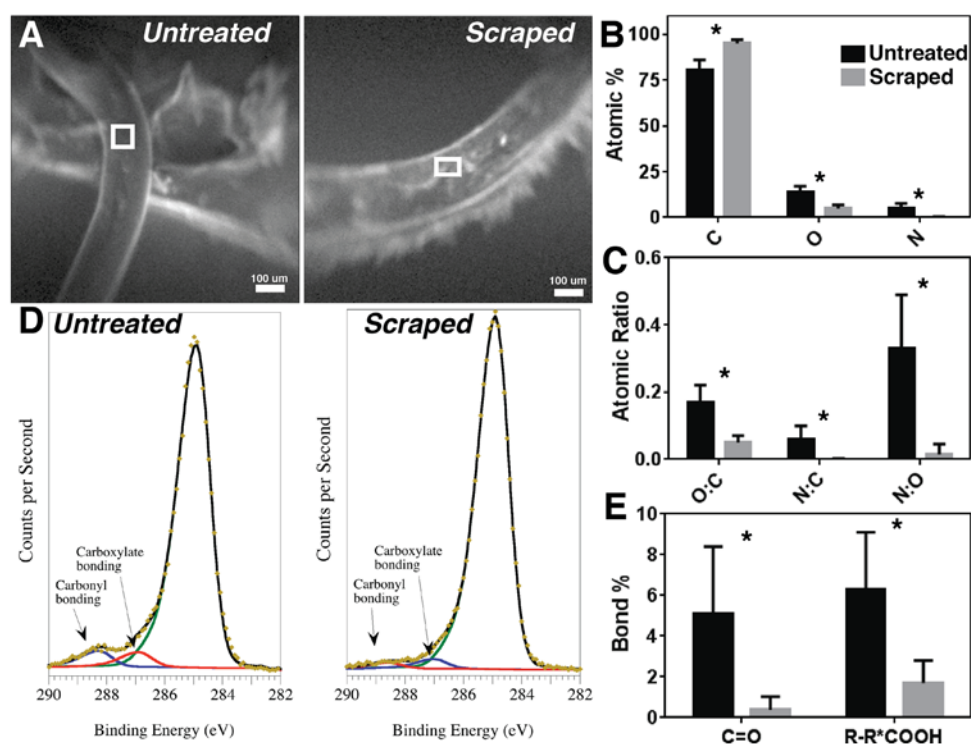 A
Untreated
100 um
Scraped
100 um
B
Atomic %
100
75
50
25
0
*
*
*
Untreated
Scraped
C
O
N
C
Atomic Ratio
0.6
0.4
0.2
0.0
*
*
*
O:C
N:C
N:O
D
Untreated
Counts per Second
Carboxylate
bonding
Carbonyl
bonding
290
288
286
284
282
Binding Energy (eV)
Scraped
Counts per Second
Carboxylate
bonding
Carbonyl
bonding
290
288
286
284
282
Binding Energy (eV)
E
Bond %
10
8
6
4
2
0
*
*
C=O
R-R*COOH